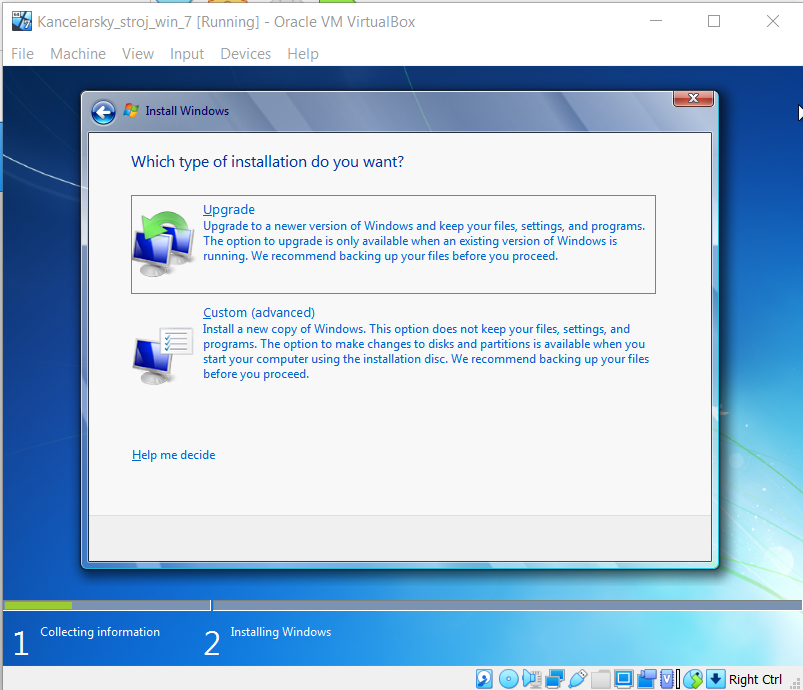 Kancelarsky_stroj_win_7 [Running] - Oracle VM VirtualBox
File Machine View Input Devices Help
Install Windows
Which type of installation do you want?
Upgrade
Upgrade to a newer version of Windows and keep your files, settings, and programs.
The option to upgrade is only available when an existing version of Windows is
running. We recommend backing up your files before you proceed.
Custom (advanced)
Install a new copy of Windows. This option does not keep your files, settings, and
programs. The option to make changes to disks and partitions is available when you
start your computer using the installation disc. We recommend backing up your files
before you proceed.
Help me decide
1 Collecting information 2 Installing Windows
Right Ctrl